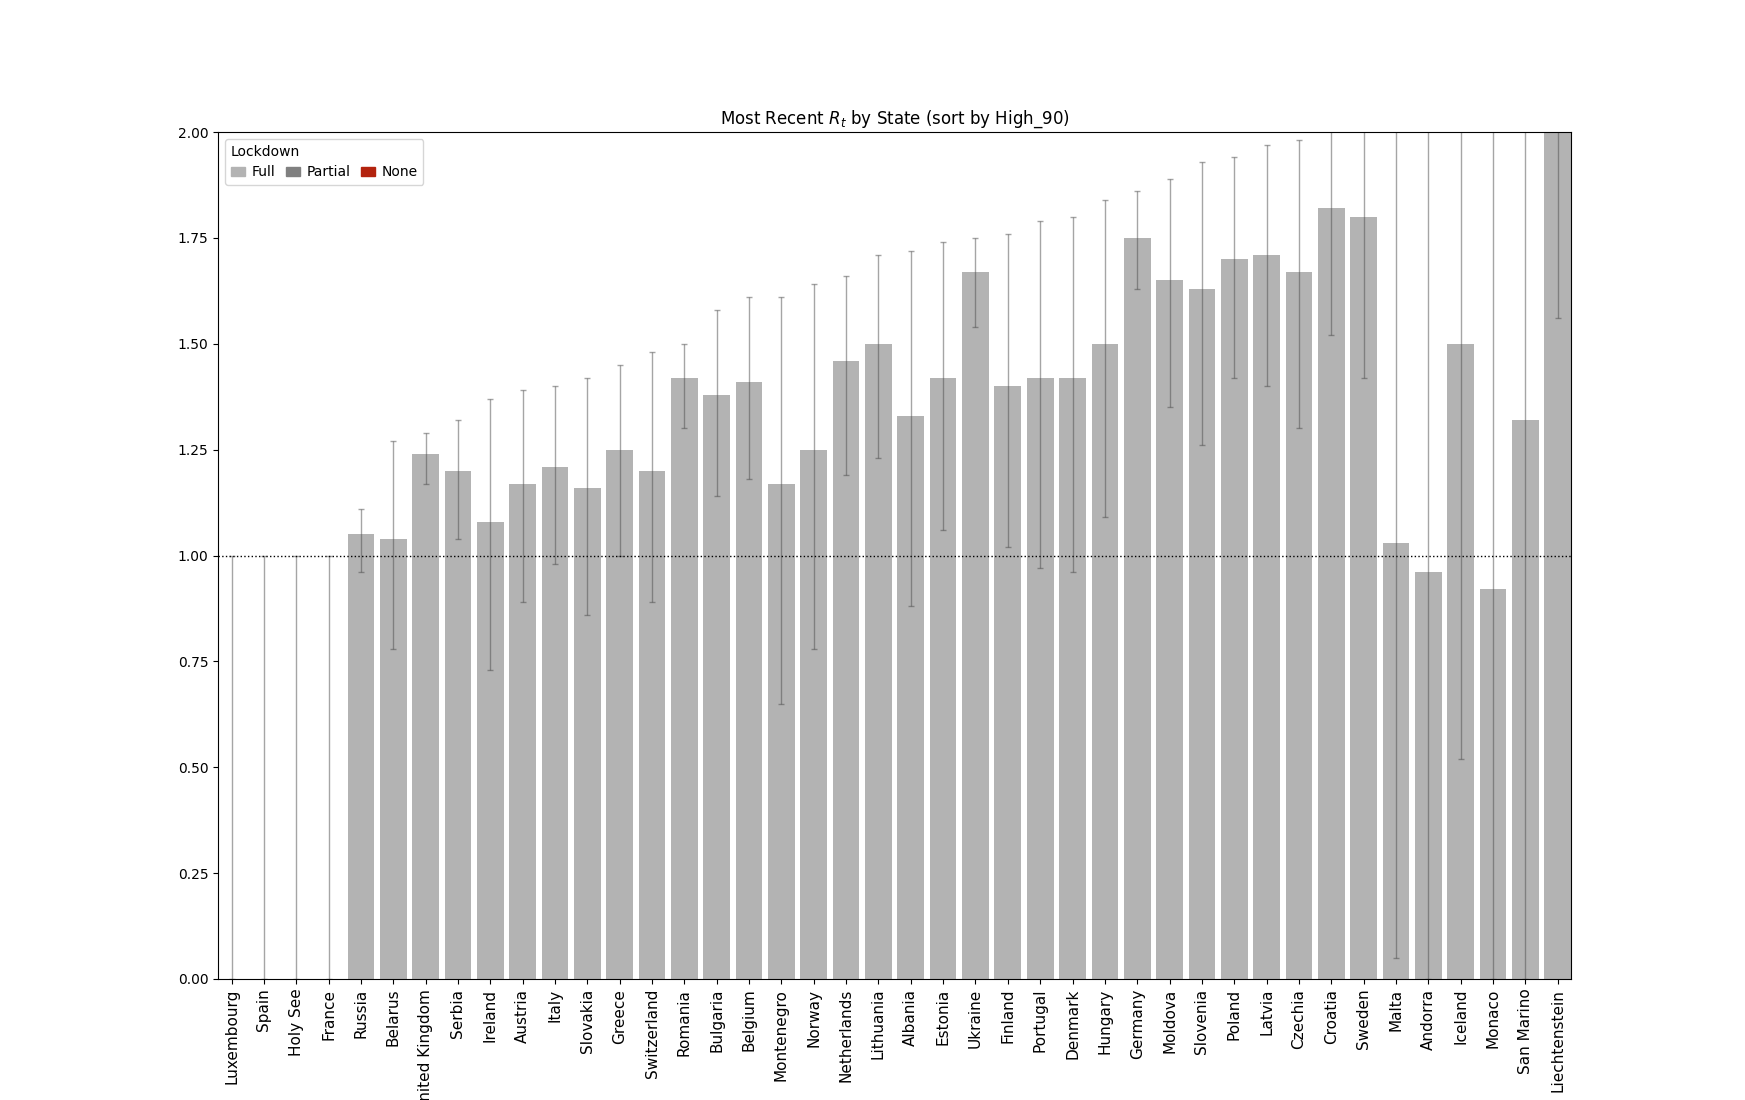 Most Recent R_t by State (sort by High_90)
2.00
Lockdown
Full Partial None
1.75
1.50
1.25
1.00
0.75
0.50
0.25
0.00
Luxembourg
Spain
Holy See
France
Russia
Belarus
nited Kingdom
Serbia
Ireland
Austria
Italy
Slovakia
Greece
Switzerland
Romania
Bulgaria
Belgium
Montenegro
Norway
Netherlands
Lithuania
Albania
Estonia
Ukraine
Finland
Portugal
Denmark
Hungary
Germany
Moldova
Slovenia
Poland
Latvia
Czechia
Croatia
Sweden
Malta
Andorra
Iceland
Monaco
San Marino
Liechtenstein